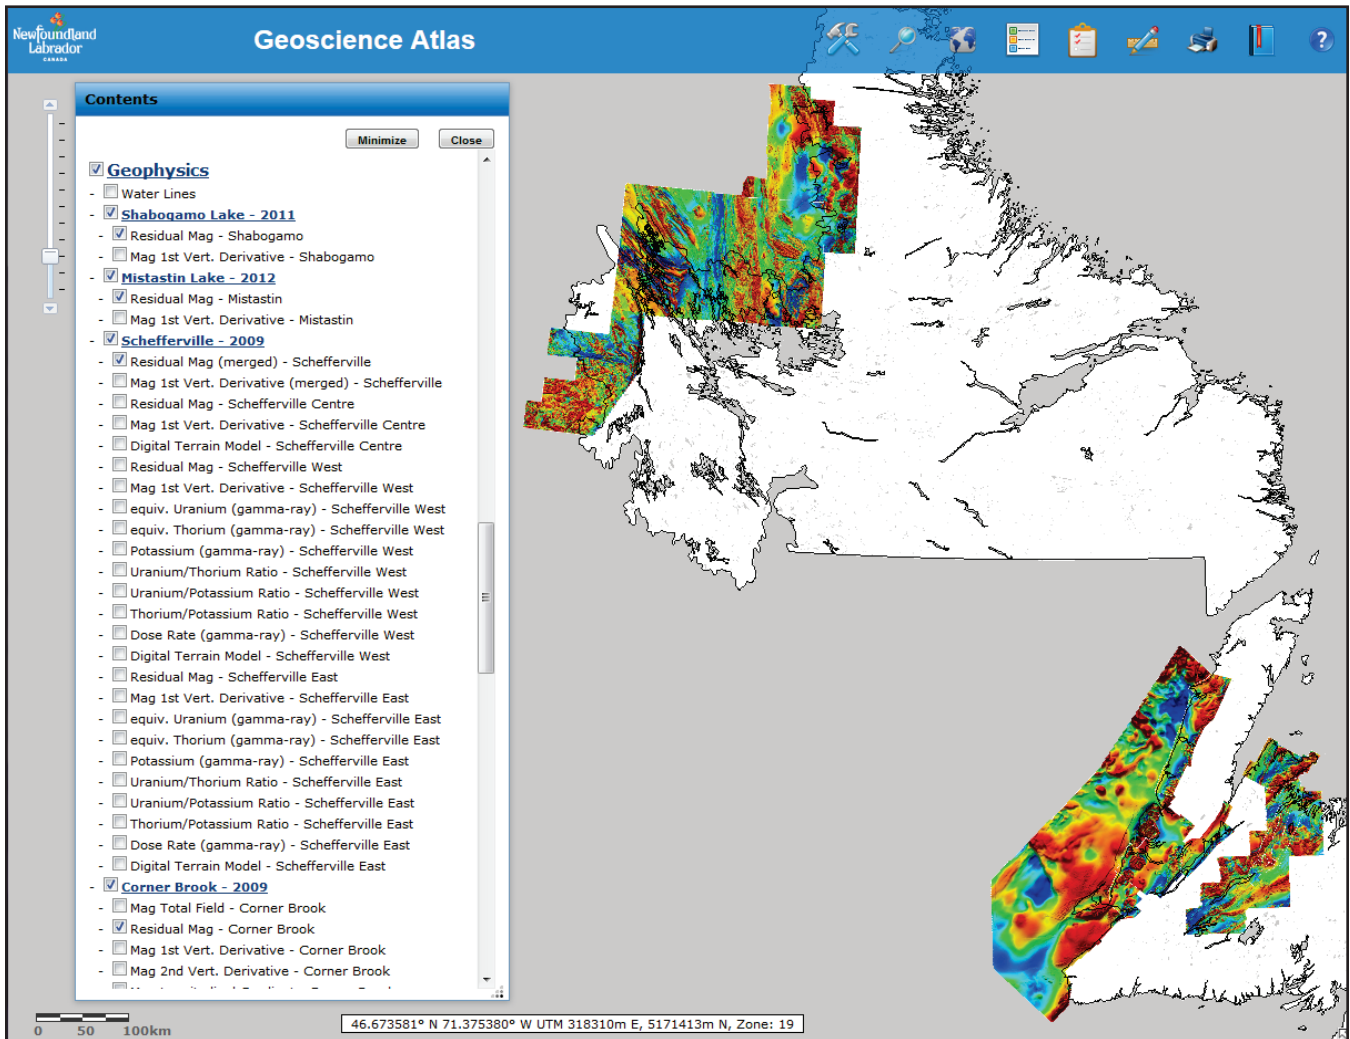 Newfoundland
Labrador
CANADA
Geoscience Atlas
?
Contents
Minimize
Close
Geophysics
- Water Lines
- Shabogamo Lake - 2011
- Residual Mag - Shabogamo
- Mag 1st Vert. Derivative - Shabogamo
- Mistastin Lake - 2012
- Residual Mag - Mistastin
- Mag 1st Vert. Derivative - Mistastin
- Schefferville - 2009
- Residual Mag (merged) - Schefferville
- Mag 1st Vert. Derivative (merged) - Schefferville
- Residual Mag - Schefferville Centre
- Mag 1st Vert. Derivative - Schefferville Centre
- Digital Terrain Model - Schefferville Centre
- Residual Mag - Schefferville West
- Mag 1st Vert. Derivative - Schefferville West
- equiv. Uranium (gamma-ray) - Schefferville West
- equiv. Thorium (gamma-ray) - Schefferville West
- Potassium (gamma-ray) - Schefferville West
- Uranium/Thorium Ratio - Schefferville West
- Uranium/Potassium Ratio - Schefferville West
- Thorium/Potassium Ratio - Schefferville West
- Dose Rate (gamma-ray) - Schefferville West
- Digital Terrain Model - Schefferville West
- Residual Mag - Schefferville East
- Mag 1st Vert. Derivative - Schefferville East
- equiv. Uranium (gamma-ray) - Schefferville East
- equiv. Thorium (gamma-ray) - Schefferville East
- Potassium (gamma-ray) - Schefferville East
- Uranium/Thorium Ratio - Schefferville East
- Uranium/Potassium Ratio - Schefferville East
- Thorium/Potassium Ratio - Schefferville East
- Dose Rate (gamma-ray) - Schefferville East
- Digital Terrain Model - Schefferville East
- Corner Brook - 2009
- Mag Total Field - Corner Brook
- Residual Mag - Corner Brook
- Mag 1st Vert. Derivative - Corner Brook
- Mag 2nd Vert. Derivative - Corner Brook
0 50 100km
46.673581° N 71.375380° W UTM 318310m E, 5171413m N, Zone: 19